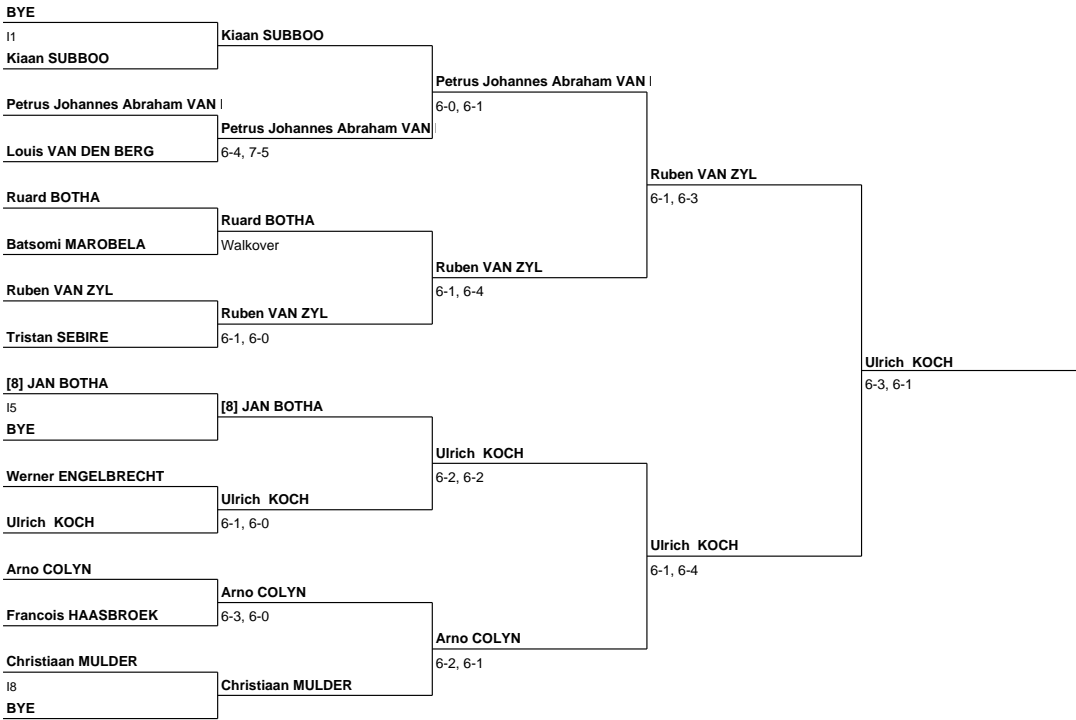 BYE
I1
Kiaan SUBBOO
Petrus Johannes Abraham VAN
Louis VAN DEN BERG
Ruard BOTHA
Batsomi MAROBELA
Ruben VAN ZYL
Tristan SEBIRE
[8] JAN BOTHA
I5
BYE
Werner ENGELBRECHT
Ulrich KOCH
Arno COLYN
Francois HAASBROEK
Christiaan MULDER
I8
BYE
Kiaan SUBBOO
Petrus Johannes Abraham VAN
6-4, 7-5
Ruard BOTHA
Walkover
Ruben VAN ZYL
6-1, 6-0
[8] JAN BOTHA
Ulrich KOCH
6-1, 6-0
Arno COLYN
6-3, 6-0
Christiaan MULDER
Petrus Johannes Abraham VAN
6-0, 6-1
Ruben VAN ZYL
6-1, 6-4
Ulrich KOCH
6-2, 6-2
Arno COLYN
6-2, 6-1
Ruben VAN ZYL
6-1, 6-3
Ulrich KOCH
6-1, 6-4
Ulrich KOCH
6-3, 6-1